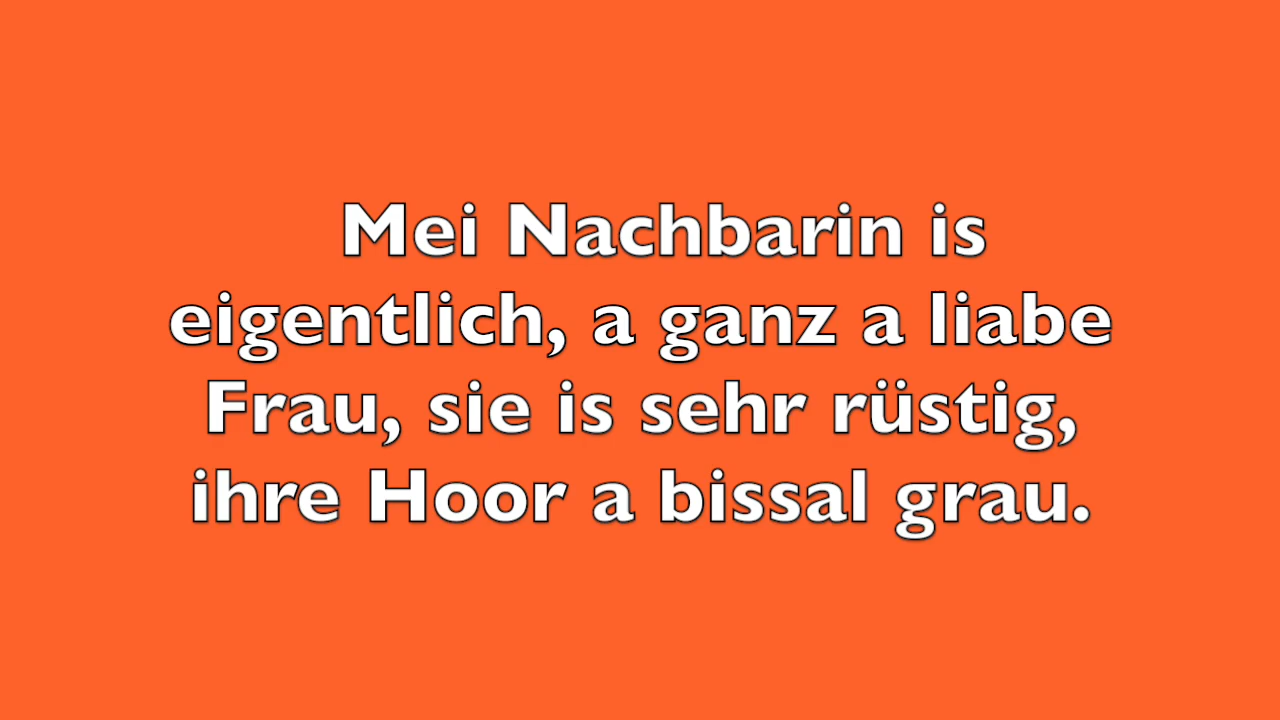 Mei Nachbarin is
eigentlich, a ganz a liabe
Frau, sie is sehr rüstig,
ihre Hoor a bissal grau.